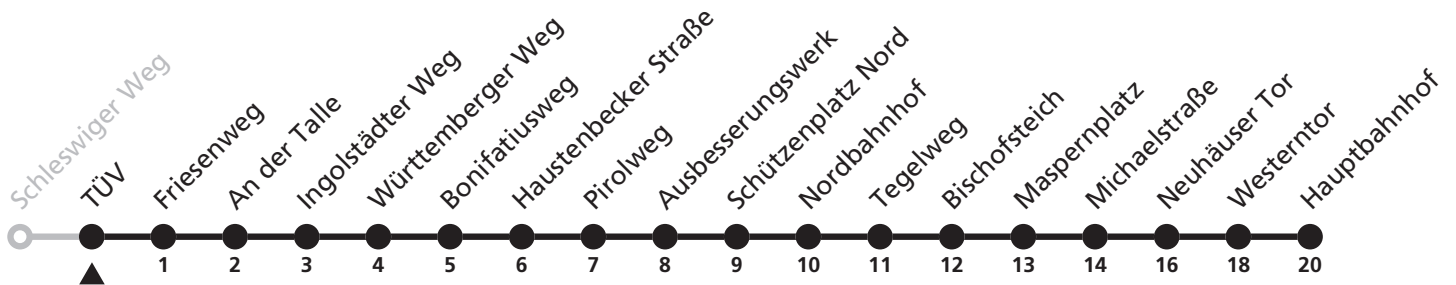 Schleswiger Weg
TÜV
Friesenweg
An der Talle
Ingolstädter Weg
Württemberger Weg
Bonifatiusweg
Haustenbecker Straße
Pirolweg
Ausbesserungswerk
Schützenplatz Nord
Nordbahnhof
Tegelweg
Bischofsteich
Maspernplatz
Michaelstraße
Neuhäuser Tor
Westerntor
Hauptbahnhof
1 2 3 4 5 6 7 8 9 10 11 12 13 14 16 18 20